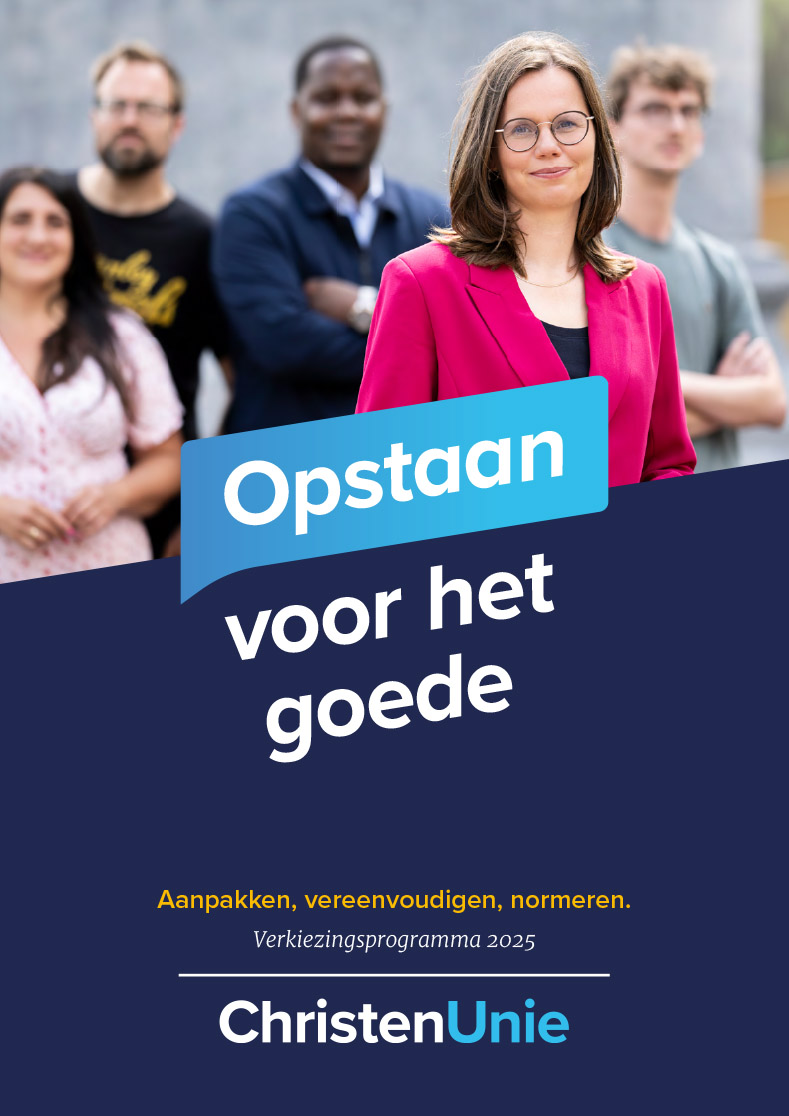 Opstaan
voor het
goede
Aanpakken, vereenvoudigen, normeren.
Verkiezingsprogramma 2025
ChristenUnie